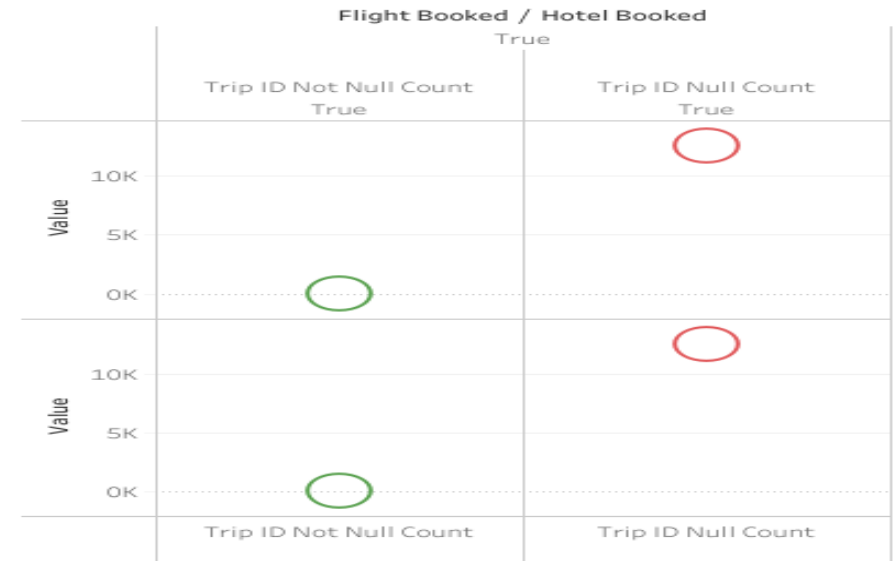 Flight Booked / Hotel Booked
True
Trip ID Not Null Count Trip ID Null Count
True True
10K
Value
5K
0K
10K
Value
5K
0K
Trip ID Not Null Count Trip ID Null Count